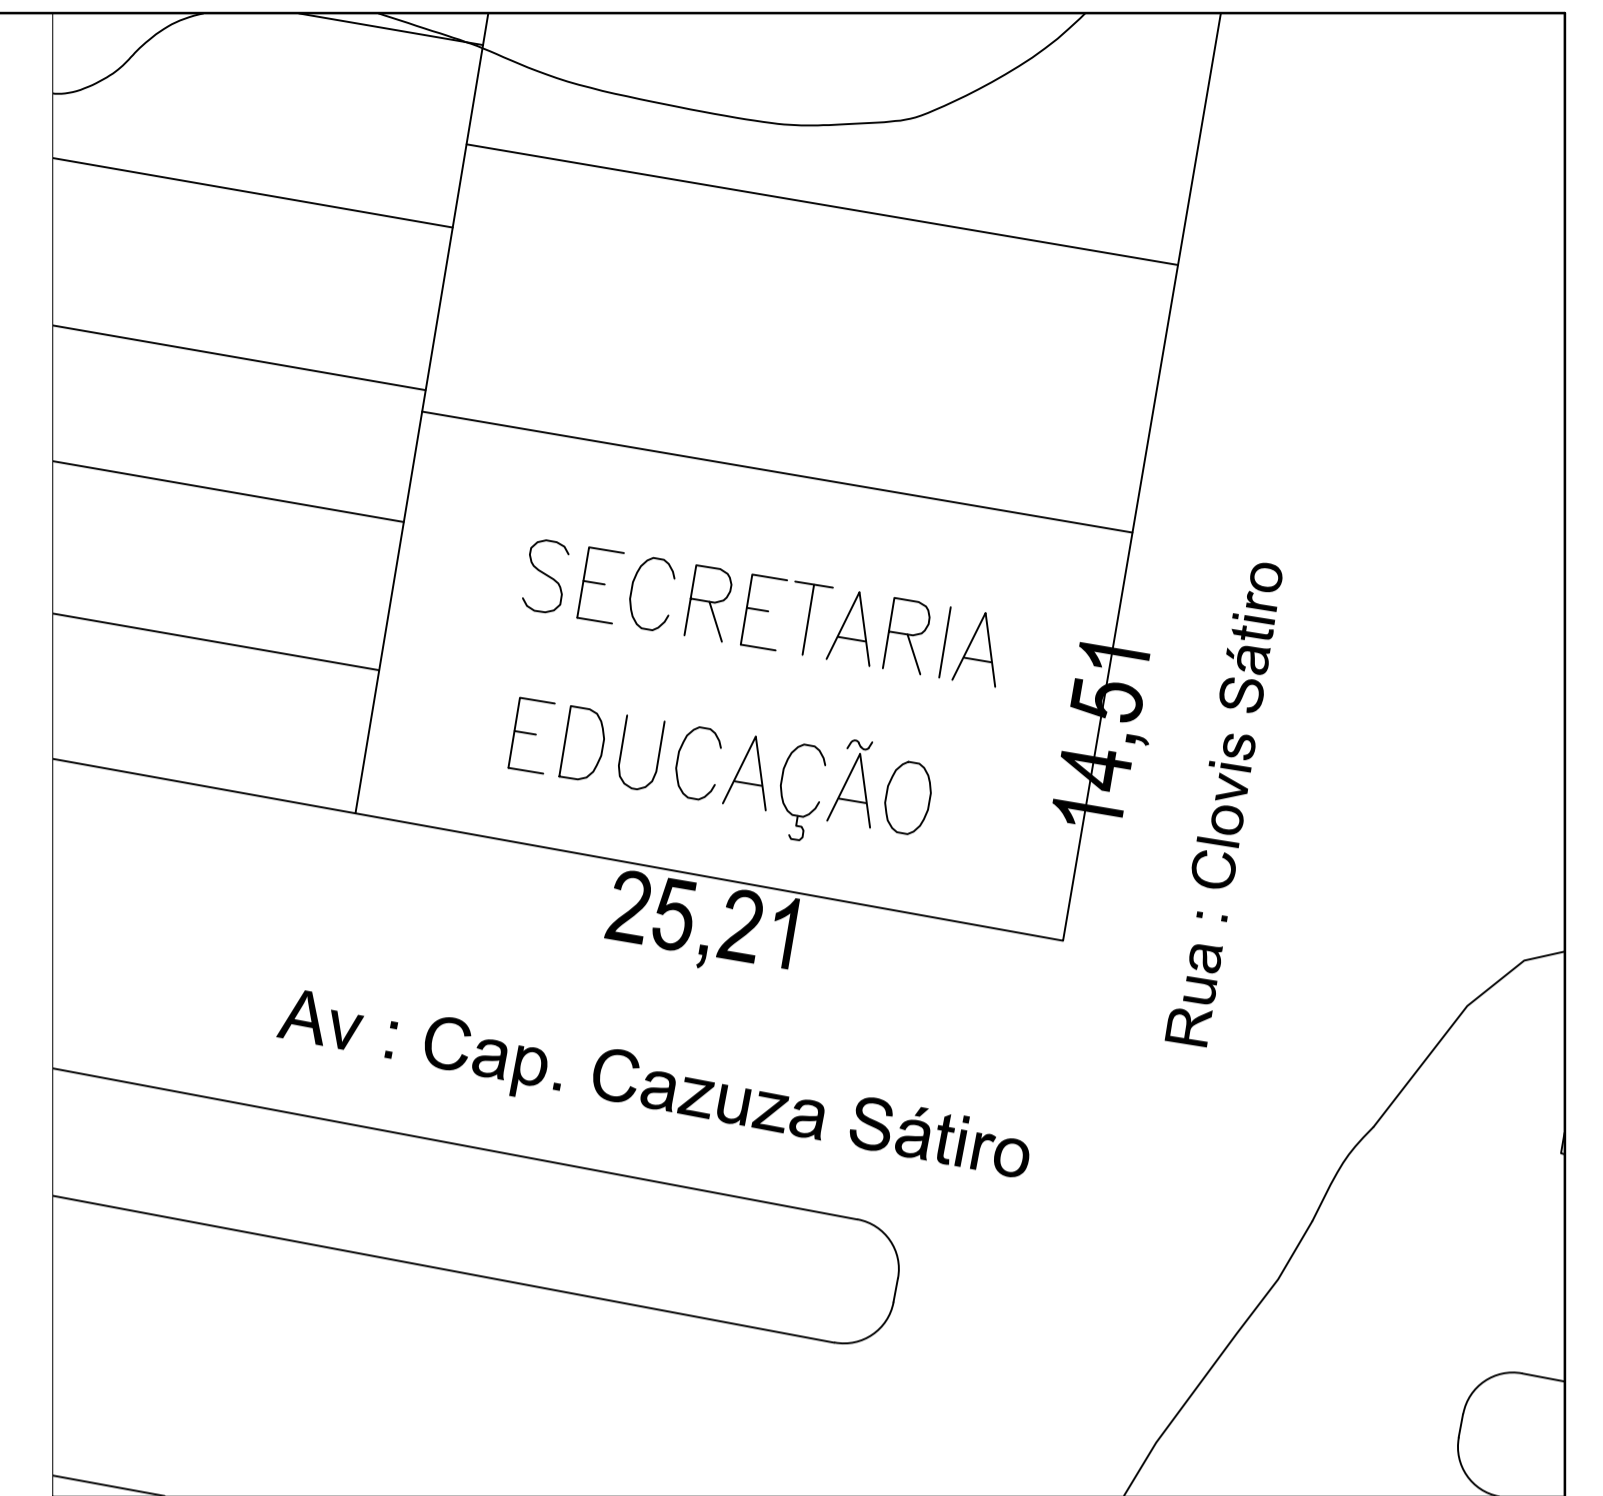 SECRETARIA
EDUCAÇÃO
14,51
25,21
Rua : Clovis Sátiro
Av : Cap. Cazuza Sátiro